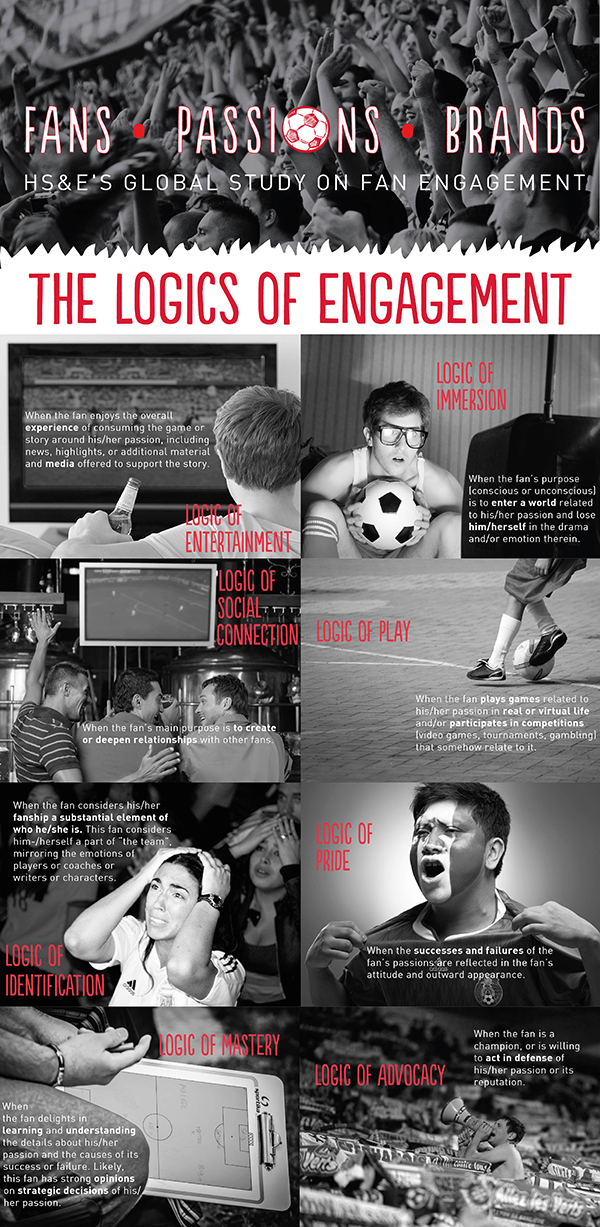 FANS • PASSIONS • BRANDS
HS&E'S GLOBAL STUDY ON FAN ENGAGEMENT
THE LOGICS OF ENGAGEMENT
When the fan enjoys the overall
experience of consuming the game or
story around his/her passion, including
news, highlights, or additional material
and media offered to support the story.
LOGIC OF
ENTERTAINMENT
LOGIC OF
IMMERSION
When the fan's purpose
(conscious or unconscious)
is to enter a world related
to his/her passion and lose
him/herself in the drama
and/or emotion therein.
LOGIC OF
SOCIAL
CONNECTION
When the fan's main purpose is to create
or deepen relationships with other fans.
LOGIC OF PLAY
When the fan plays games related to
his/her passion in real or virtual life
and/or participates in competitions
(video games, tournaments, gambling)
that somehow relate to it.
When the fan considers his/her
fanship a substantial element of
who he/she is. This fan considers
him-/herself a part of "the team",
mirroring the emotions of
players or coaches or
writers or characters.
LOGIC OF
IDENTIFICATION
LOGIC OF
PRIDE
When the successes and failures of the
fan's passions are reflected in the fan's
attitude and outward appearance.
adidas
LOGIC OF MASTERY
When
the fan delights in
learning and understanding
the details about his/her
passion and the causes of its
success or failure. Likely,
this fan has strong opinions
on strategic decisions of his/
her passion.
LOGIC OF ADVOCACY
When the fan is a
champion, or is willing
to act in defense of
his/her passion or its
reputation.
Allez les Verts